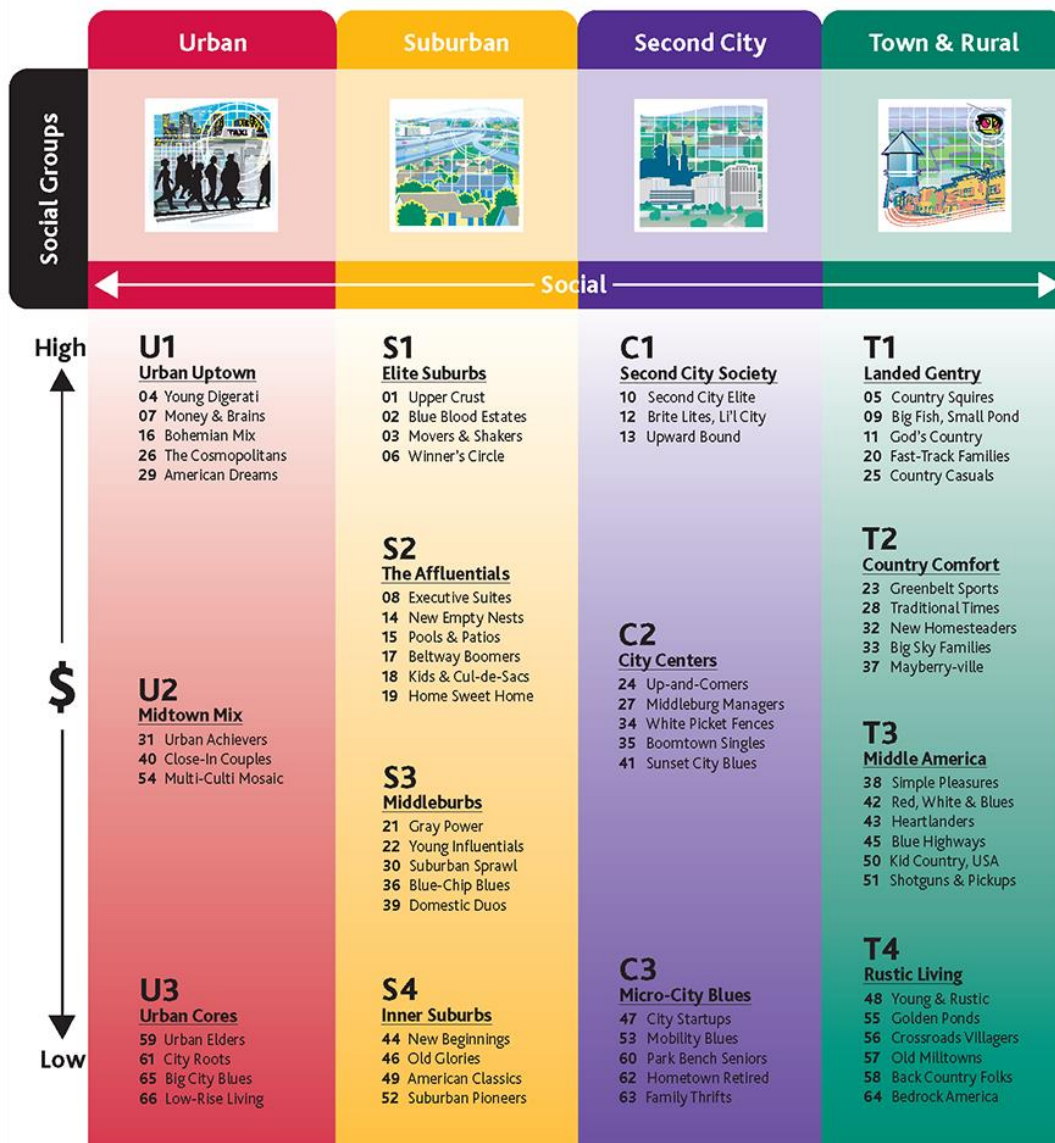 Urban
Suburban
Second City
Town & Rural
Social Groups
TAXI
Social
High
$
Low
U1
Urban Uptown
04 Young Digerati
07 Money & Brains
16 Bohemian Mix
26 The Cosmopolitans
29 American Dreams
U2
Midtown Mix
31 Urban Achievers
40 Close-In Couples
54 Multi-Culti Mosaic
U3
Urban Cores
59 Urban Elders
61 City Roots
65 Big City Blues
66 Low-Rise Living
S1
Elite Suburbs
01 Upper Crust
02 Blue Blood Estates
03 Movers & Shakers
06 Winner's Circle
S2
The Affluentials
08 Executive Suites
14 New Empty Nests
15 Pools & Patios
17 Beltway Boomers
18 Kids & Cul-de-Sacs
19 Home Sweet Home
S3
Middleburbs
21 Gray Power
22 Young Influentials
30 Suburban Sprawl
36 Blue-Chip Blues
39 Domestic Duos
S4
Inner Suburbs
44 New Beginnings
46 Old Glories
49 American Classics
52 Suburban Pioneers
C1
Second City Society
10 Second City Elite
12 Brite Lites, Li'l City
13 Upward Bound
C2
City Centers
24 Up-and-Comers
27 Middleburg Managers
34 White Picket Fences
35 Boomtown Singles
41 Sunset City Blues
C3
Micro-City Blues
47 City Startups
53 Mobility Blues
60 Park Bench Seniors
62 Hometown Retired
63 Family Thrifts
T1
Landed Gentry
05 Country Squires
09 Big Fish, Small Pond
11 God's Country
20 Fast-Track Families
25 Country Casuals
T2
Country Comfort
23 Greenbelt Sports
28 Traditional Times
32 New Homesteaders
33 Big Sky Families
37 Mayberry-ville
T3
Middle America
38 Simple Pleasures
42 Red, White & Blues
43 Heartlanders
45 Blue Highways
50 Kid Country, USA
51 Shotguns & Pickups
T4
Rustic Living
48 Young & Rustic
55 Golden Ponds
56 Crossroads Villagers
57 Old Milltowns
58 Back Country Folks
64 Bedrock America